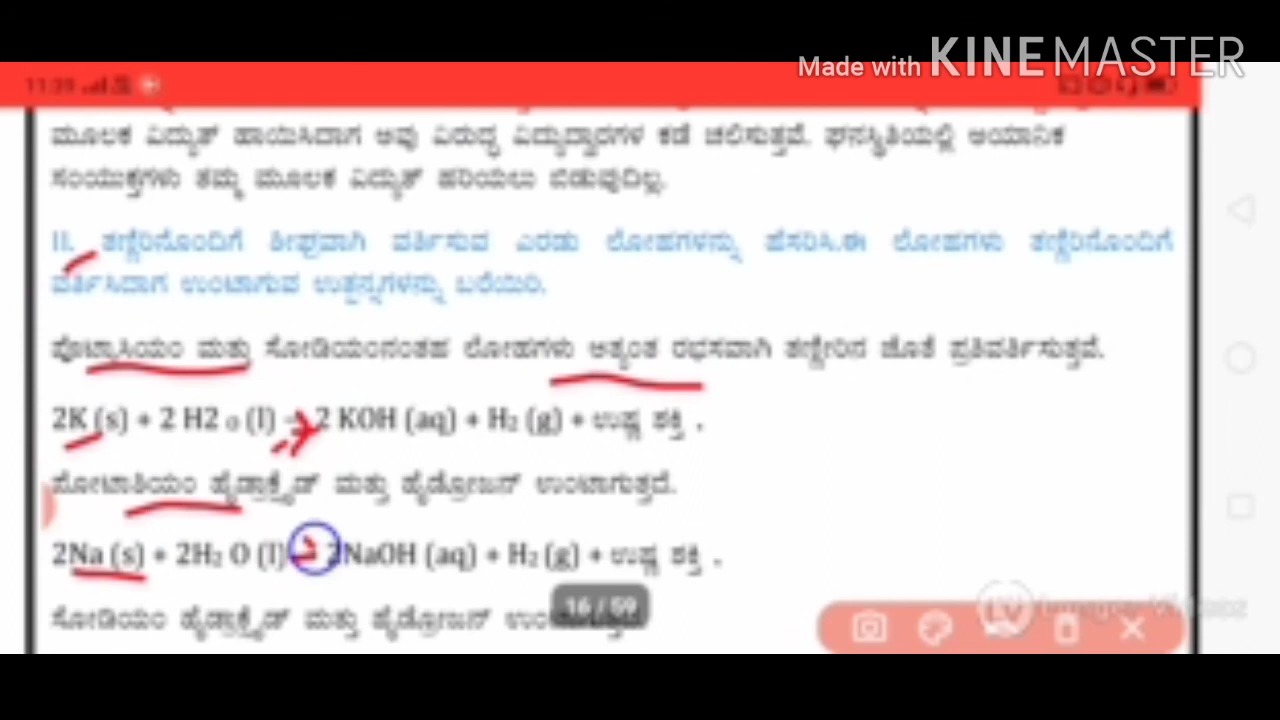 Made with KINEMASTER
11:39
ಮೂಲಕ ವಿದ್ಯುತ್ ಹಾಯಿಸಿದಾಗ ಅವು ವಿರುದ್ಧ ವಿದ್ಯುದ್ವಾರಗಳ ಕಡೆ ಚಲಿಸುತ್ತವೆ. ಘನಸ್ಥಿತಿಯಲ್ಲಿ ಅಯಾನಿಕ
ಸಂಯುಕ್ತಗಳು ತಮ್ಮ ಮೂಲಕ ವಿದ್ಯುತ್ ಹರಿಯಲು ಬಿಡುವುದಿಲ್ಲ.
II. ತಣ್ಣೀರಿನೊಂದಿಗೆ ತೀವ್ರವಾಗಿ ವರ್ತಿಸುವ ಎರಡು ಲೋಹಗಳನ್ನು ಹೆಸರಿಸಿ.ಈ ಲೋಹಗಳು ತಣ್ಣೀರಿನೊಂದಿಗೆ
ವರ್ತಿಸಿದಾಗ ಉಂಟಾಗುವ ಉತ್ಪನ್ನಗಳನ್ನು ಬರೆಯಿರಿ.
ಪೊಟ್ಯಾಸಿಯಂ ಮತ್ತು ಸೋಡಿಯಂನಂತಹ ಲೋಹಗಳು ಅತ್ಯಂತ ರಭಸವಾಗಿ ತಣ್ಣೀರಿನ ಜೊತೆ ಪ್ರತಿವರ್ತಿಸುತ್ತವೆ.
2K (s) + 2 H2 O (l) → 2 KOH (aq) + H₂ (g) + ಉಷ್ಣ ಶಕ್ತಿ .
ಪೋಟಾಶಿಯಂ ಹೈಡ್ರಾಕ್ಸೈಡ್ ಮತ್ತು ಹೈಡ್ರೋಜನ್ ಉಂಟಾಗುತ್ತದೆ.
2Na (s) + 2H₂ O (l) → 2NaOH (aq) + H₂ (g) + ಉಷ್ಣ ಶಕ್ತಿ .
16 / 59
ಸೋಡಿಯಂ ಹೈಡ್ರಾಕ್ಸೈಡ್ ಮತ್ತು ಹೈಡ್ರೋಜನ್